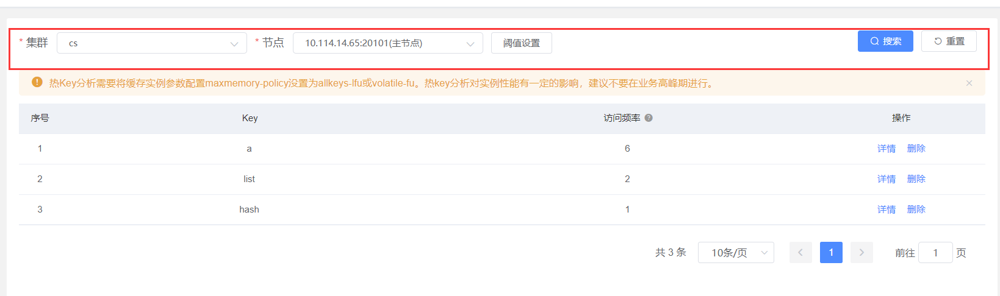 * 集群 cs * 节点 10.114.14.65:20101(主节点) 阈值设置 搜索 重置
热Key分析需要将缓存实例参数配置maxmemory-policy设置为allkeys-lfu或volatile-fu。热key分析对实例性能有一定的影响，建议不要在业务高峰期进行。
序号 Key 访问频率 操作
1 a 6 详情 删除
2 list 2 详情 删除
3 hash 1 详情 删除
共 3 条 10条/页 1 前往 1 页